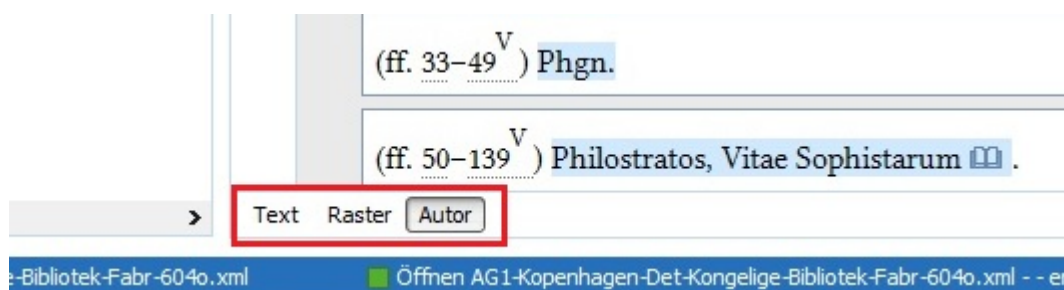 (ff. 33–49V) Phgn.
(ff. 50–139V) Philostratos, Vitae Sophistarum.
Text Raster Autor
e-Bibliotek-Fabr-604o.xml Öffnen AG1-Kopenhagen-Det-Kongelige-Bibliotek-Fabr-604o.xml - -